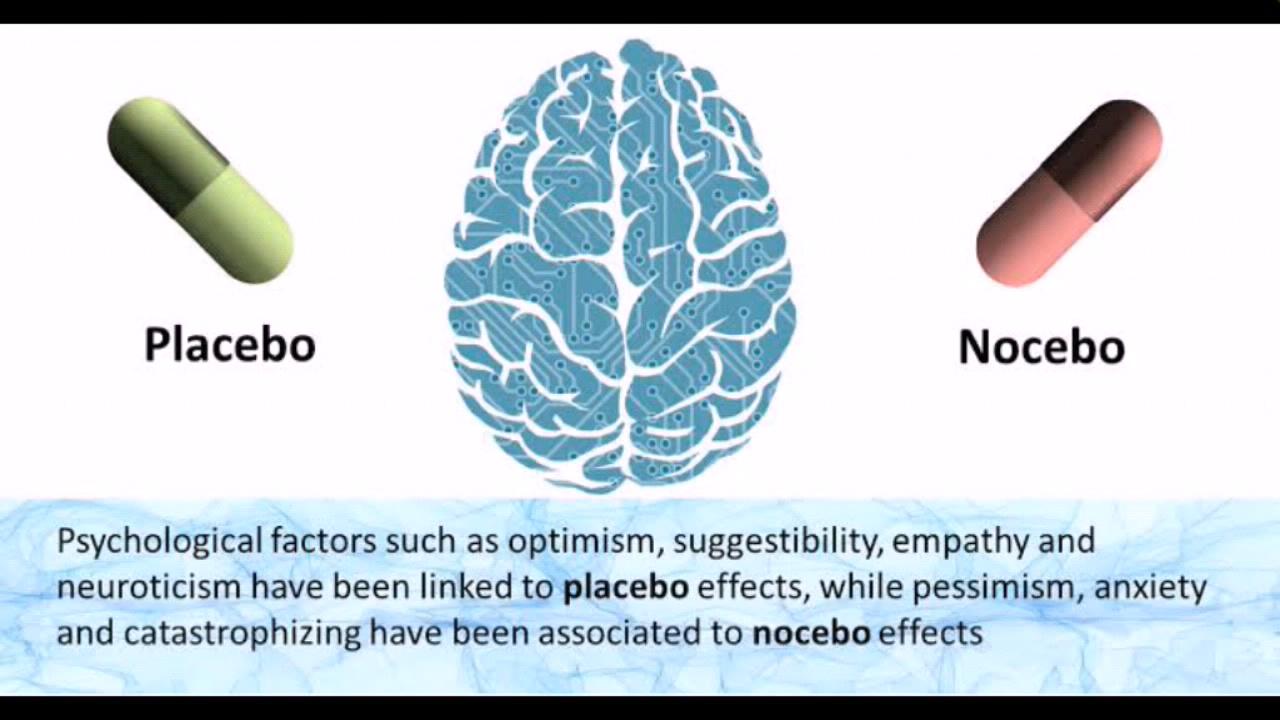 Placebo
Nocebo
Psychological factors such as optimism, suggestibility, empathy and
neuroticism have been linked to placebo effects, while pessimism, anxiety
and catastrophizing have been associated to nocebo effects